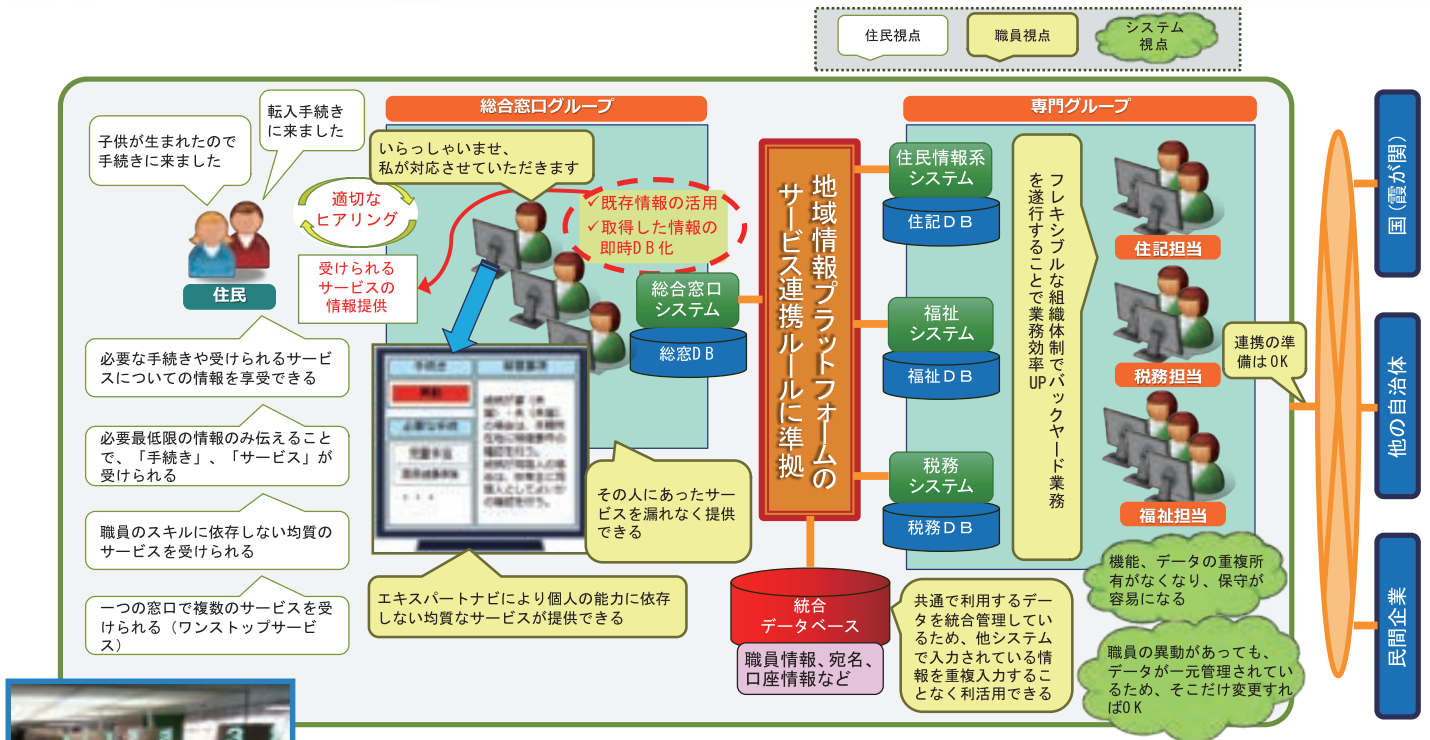 住民視点
職員視点
システム
視点
総合窓口グループ
専門グループ
子供が生まれたので
手続きに来ました
転入手続き
に来ました
いらっしゃいませ、
私が対応させていただきます
適切な
ヒアリング
✓既存情報の活用
✓取得した情報の
即時DB化
受けられる
サービスの
情報提供
住民
総合窓口
システム
総窓DB
必要な手続きや受けられるサービ
スについての情報を享受できる
必要最低限の情報のみ伝えること
で、「手続き」、「サービス」が
受けられる
職員のスキルに依存しない均質の
サービスを受けられる
一つの窓口で複数のサービスを受
けられる（ワンストップサービ
ス）
手続き
その人にあったサー
ビスを漏れなく提供
できる
エキスパートナビにより個人の能力に依存
しない均質なサービスが提供できる
地域情報プラットフォームの
サービス連携ルールに準拠
住民情報系
システム
住記DB
福祉
システム
福祉DB
税務
システム
税務DB
フレキシブルな組織体制でバックヤード業務
を遂行することで業務効率UP
住記担当
税務担当
福祉担当
統合
データベース
職員情報、宛名、
口座情報など
共通で利用するデー
タを統合管理してい
るため、他システム
で入力されている情
報を重複入力するこ
となく利活用できる
機能、データの重複所
有がなくなり、保守が
容易になる
職員の異動があっても、
データが一元管理されてい
るため、そこだけ変更すれ
ばOK
連携の準
備はOK
国(霞が関)
他の自治体
民間企業
3